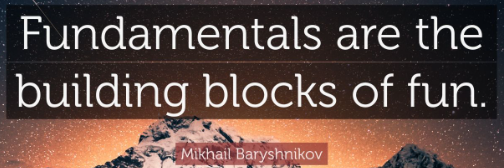 Fundamentals are the
building blocks of fun.
Mikhail Baryshnikov